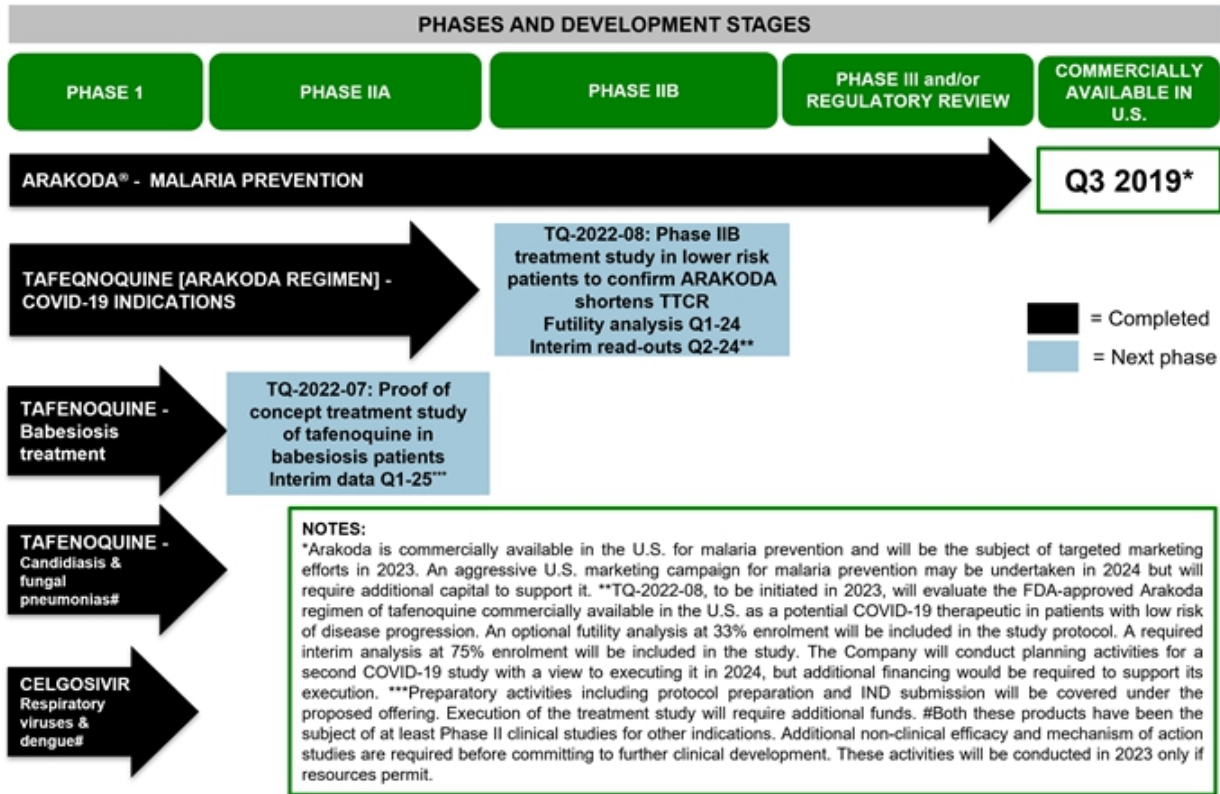 PHASES AND DEVELOPMENT STAGES
PHASE 1
PHASE IIA
PHASE IIB
PHASE III and/or
REGULATORY REVIEW
COMMERCIALLY
AVAILABLE IN
U.S.
ARAKODA® - MALARIA PREVENTION
Q3 2019*
TAFEQNOQUINE [ARAKODA REGIMEN] -
COVID-19 INDICATIONS
TQ-2022-08: Phase IIB
treatment study in lower risk
patients to confirm ARAKODA
shortens TTCR
Futility analysis Q1-24
Interim read-outs Q2-24**
= Completed
= Next phase
TAFENOQUINE -
Babesiosis
treatment
TQ-2022-07: Proof of
concept treatment study
of tafenoquine in
babesiosis patients
Interim data Q1-25***
TAFENOQUINE -
Candidiasis &
fungal
pneumonias#
CELGOSIVIR
Respiratory
viruses &
dengue#
NOTES:
*Arakoda is commercially available in the U.S. for malaria prevention and will be the subject of targeted marketing
efforts in 2023. An aggressive U.S. marketing campaign for malaria prevention may be undertaken in 2024 but will
require additional capital to support it. **TQ-2022-08, to be initiated in 2023, will evaluate the FDA-approved Arakoda
regimen of tafenoquine commercially available in the U.S. as a potential COVID-19 therapeutic in patients with low risk
of disease progression. An optional futility analysis at 33% enrolment will be included in the study protocol. A required
interim analysis at 75% enrolment will be included in the study. The Company will conduct planning activities for a
second COVID-19 study with a view to executing it in 2024, but additional financing would be required to support its
execution. ***Preparatory activities including protocol preparation and IND submission will be covered under the
proposed offering. Execution of the treatment study will require additional funds. #Both these products have been the
subject of at least Phase II clinical studies for other indications. Additional non-clinical efficacy and mechanism of action
studies are required before committing to further clinical development. These activities will be conducted in 2023 only if
resources permit.